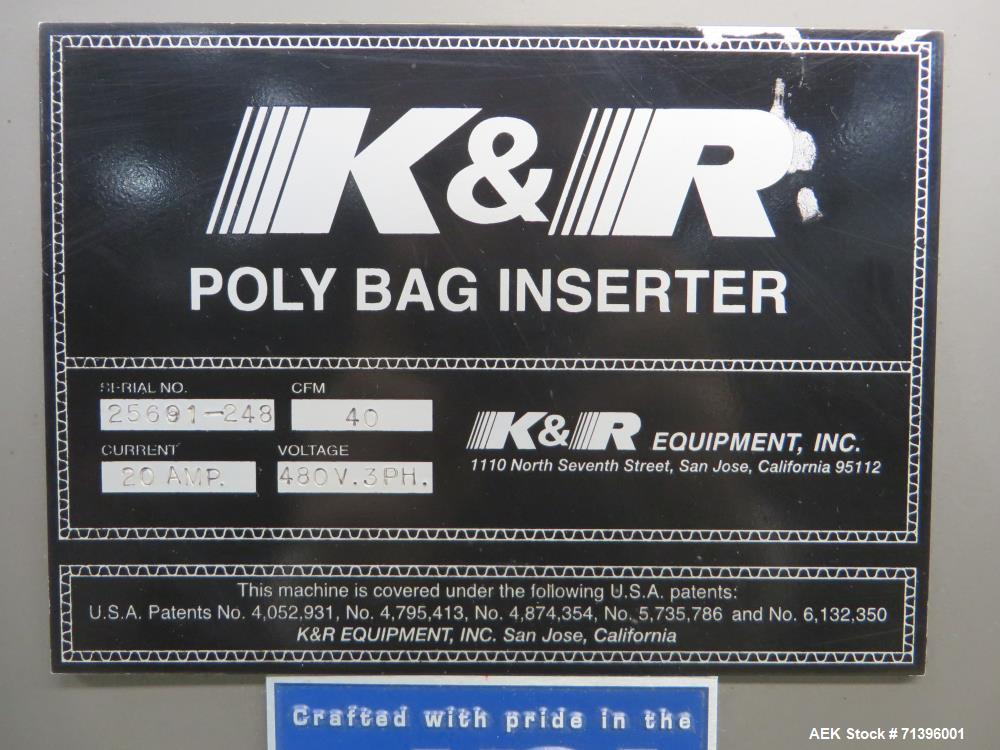 K&R
POLY BAG INSERTER
SERIAL NO.
25691-248
CFM
40
CURRENT
20 AMP.
VOLTAGE
480V.3PH.
K&R EQUIPMENT, INC.
1110 North Seventh Street, San Jose, California 95112
This machine is covered under the following U.S.A. patents:
U.S.A. Patents No. 4,052,931, No. 4,795,413, No. 4,874,354, No. 5,735,786 and No. 6,132,350
K&R EQUIPMENT, INC. San Jose, California
Crafted with pride in the
AEK Stock #71396001